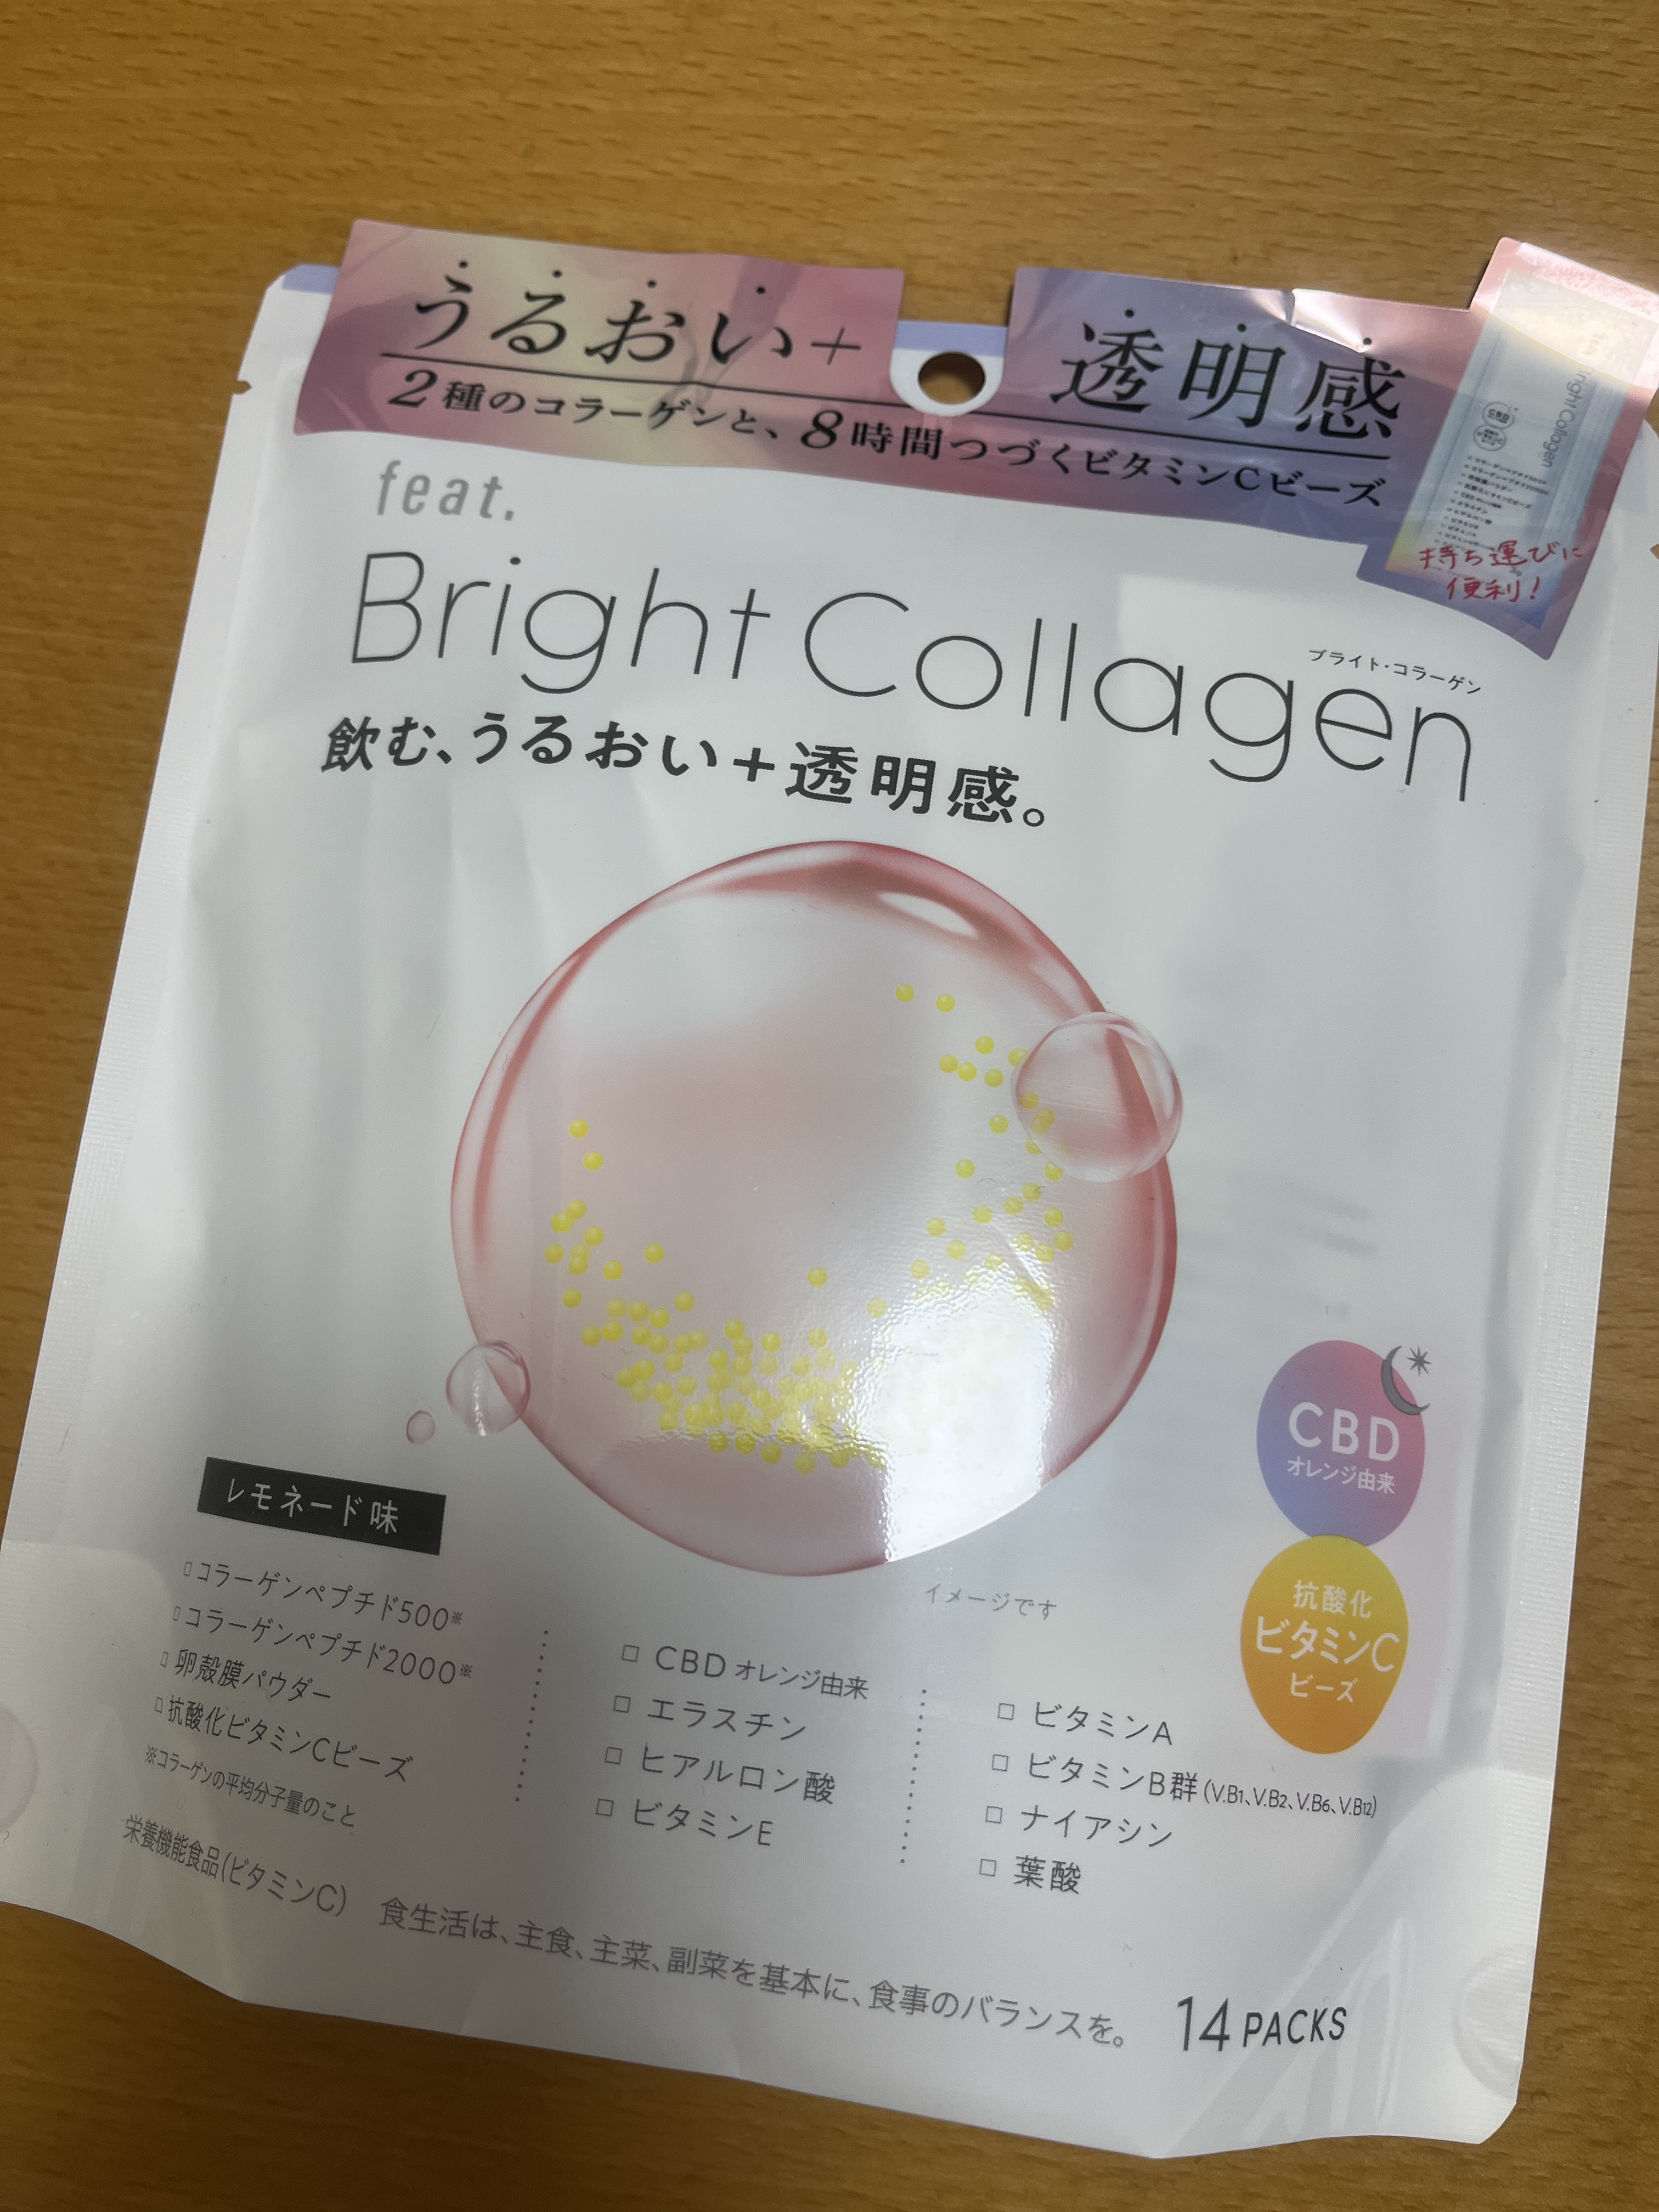 うるおい+
透明感
2種のコラーゲンと、8時間つづくビタミンCビーズ
Bright Collagen
持ち運びに
便利!
feat.
Bright Collagen
ブライト・コラーゲン
飲む、うるおい+透明感。
CBD
オレンジ由来
抗酸化
ビタミンC
ビーズ
イメージです
レモネード味
□コラーゲンペプチド500※
□コラーゲンペプチド2000※
□卵殻膜パウダー
□抗酸化ビタミンCビーズ
※コラーゲンの平均分子量のこと
□ CBD オレンジ由来
□ エラスチン
□ ヒアルロン酸
□ ビタミンE
□ ビタミンA
□ ビタミンB群(V.B1、V.B2、V.B6、V.B12)
□ ナイアシン
□ 葉酸
栄養機能食品(ビタミンC) 食生活は、主食、主菜、副菜を基本に、食事のバランスを。
14 PACKS